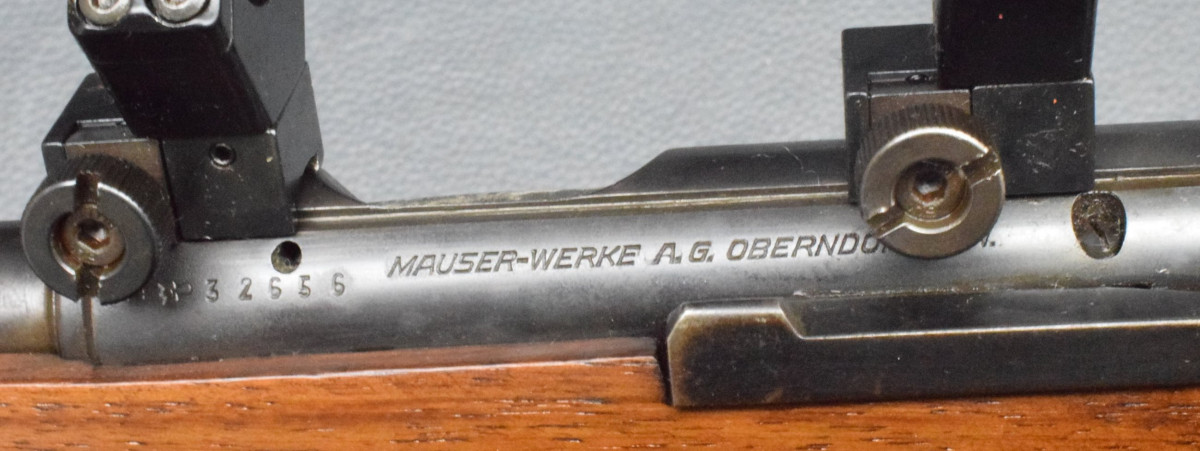 MAUSER-WERKE A.G. OBERNDO
32656